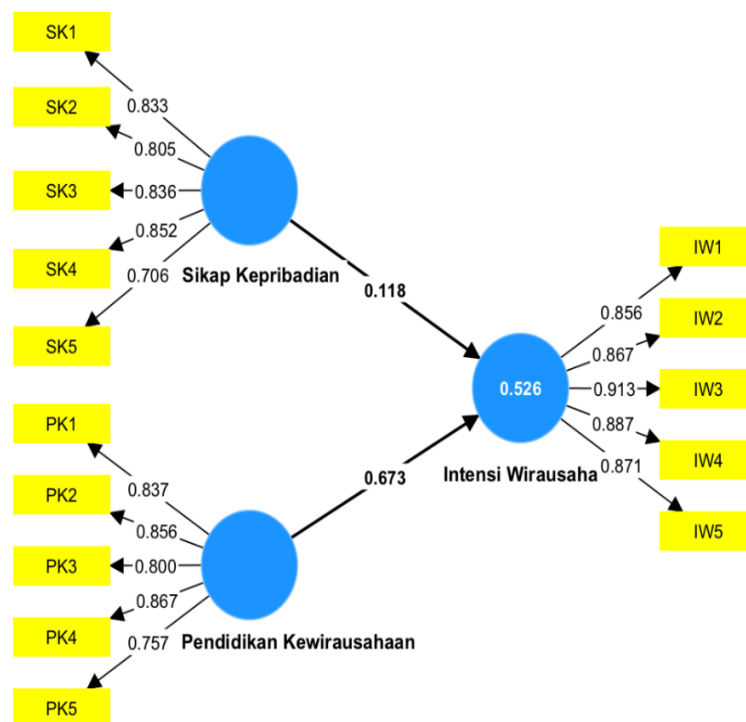 SK1
0.833
SK2
0.805
SK3
0.836
SK4
0.852
SK5
0.706
Sikap Kepribadian
0.118
PK1
0.837
PK2
0.856
PK3
0.800
PK4
0.867
PK5
0.757
Pendidikan Kewirausahaan
0.673
0.526
Intensi Wirausaha
IW1
0.856
IW2
0.867
IW3
0.913
IW4
0.887
IW5
0.871